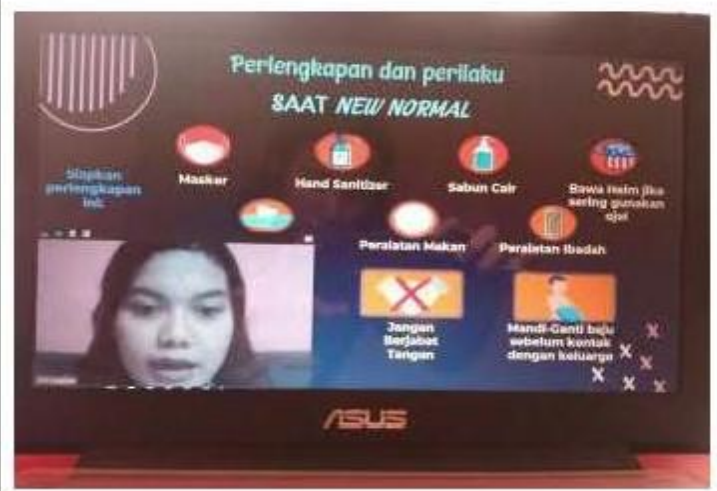 Perlengkapan dan perilaku
SAAT NEW NORMAL
Siapkan
perlengkapan
ini:
Masker
Hand Sanitizer
Sabun Cair
Bawa Helm jika
sering gunakan
ojol
Peralatan Makan
Peralatan Ibadah
Jangan
Berjabat
Tangan
Mandi-Ganti baju
sebelum kontak
dengan keluarga
ASUS